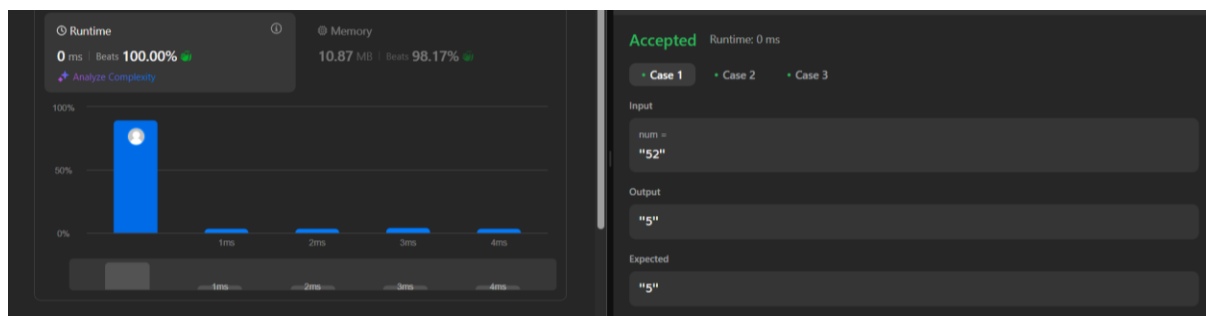 Runtime
0 ms | Beats 100.00%
Analyze Complexity
Memory
10.87 MB | Beats 98.17%
100%
50%
0%
1ms 2ms 3ms 4ms
1ms 2ms 3ms 4ms
Accepted Runtime: 0 ms
• Case 1 • Case 2 • Case 3
Input
num =
"52"
Output
"5"
Expected
"5"